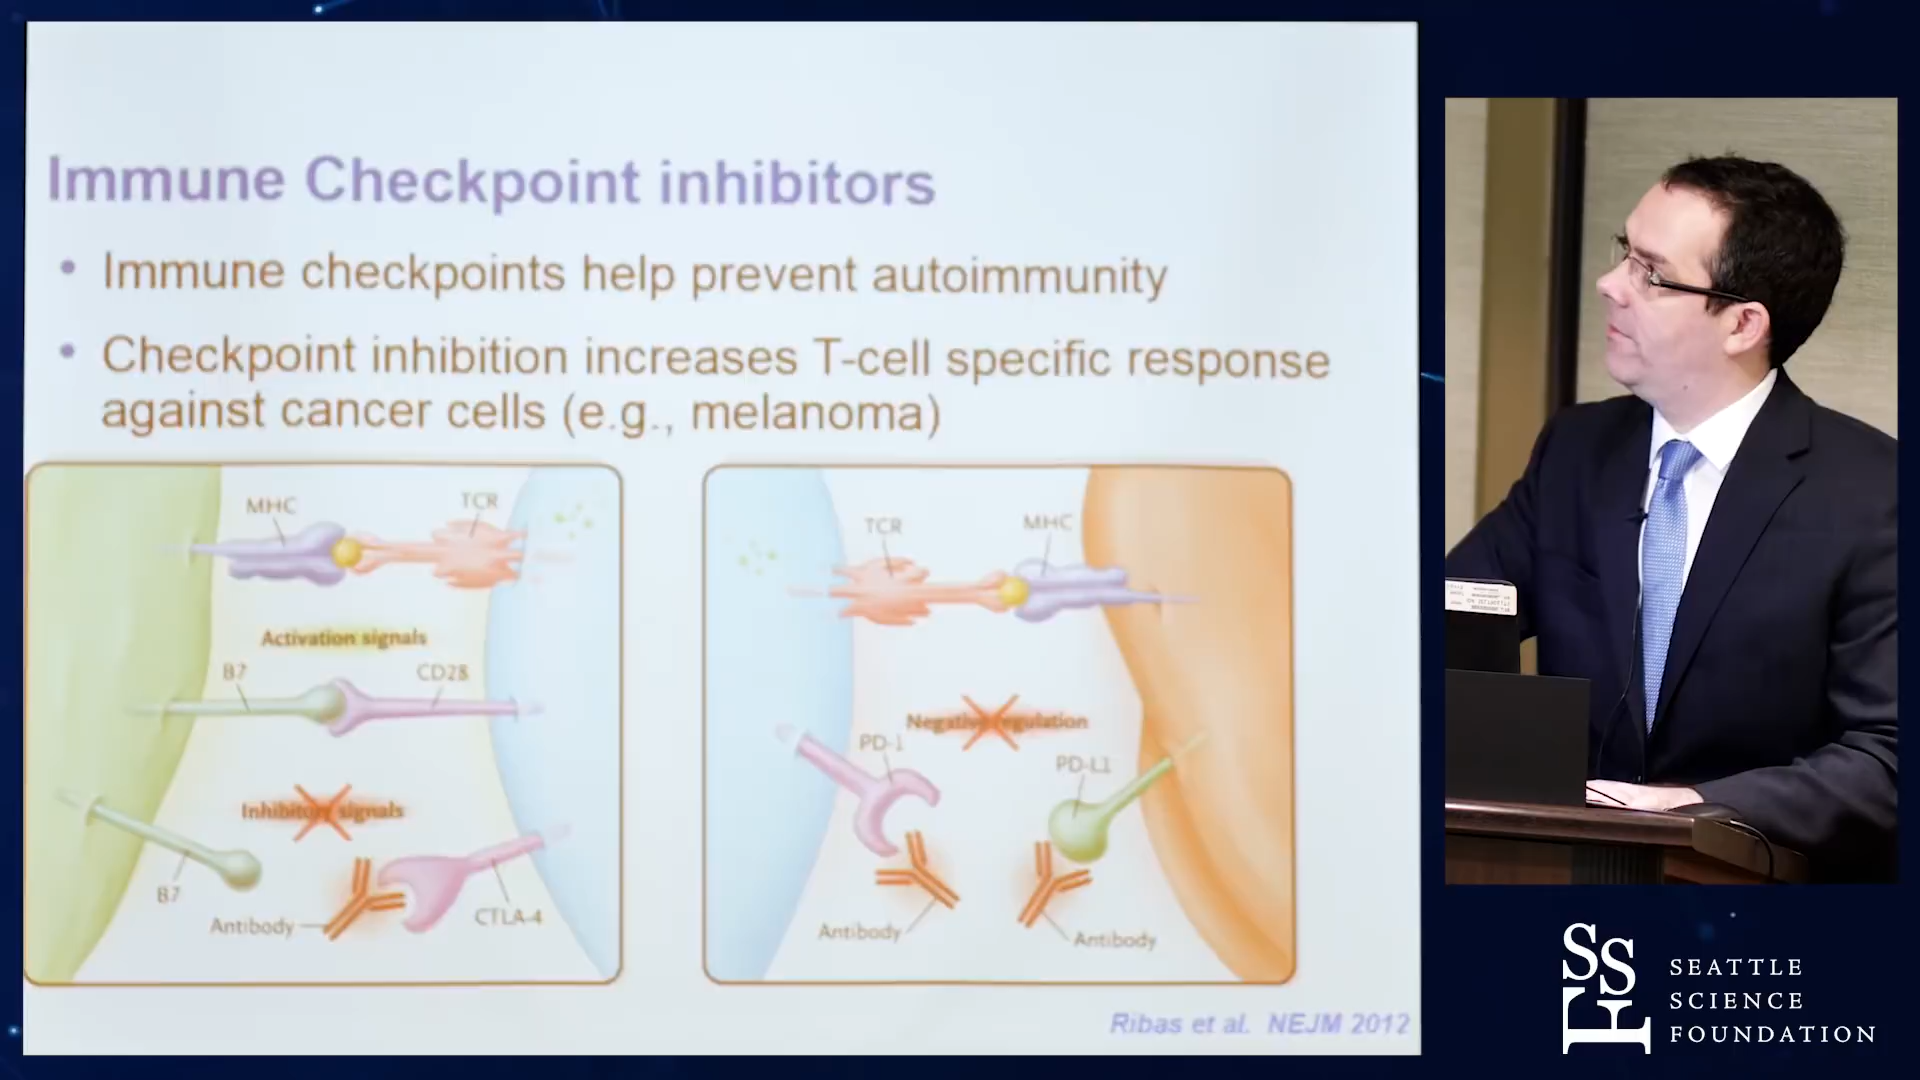 Immune Checkpoint inhibitors
• Immune checkpoints help prevent autoimmunity
• Checkpoint inhibition increases T-cell specific response
against cancer cells (e.g., melanoma)
MHC
TCR
Activation signals
B7
CD28
Inhibitory signals
B7
Antibody
CTLA-4
TCR
MHC
Negative regulation
PD-1
PD-L1
Antibody
Antibody
Ribas et al. NEJM 2012
SSF
SEATTLE
SCIENCE
FOUNDATION